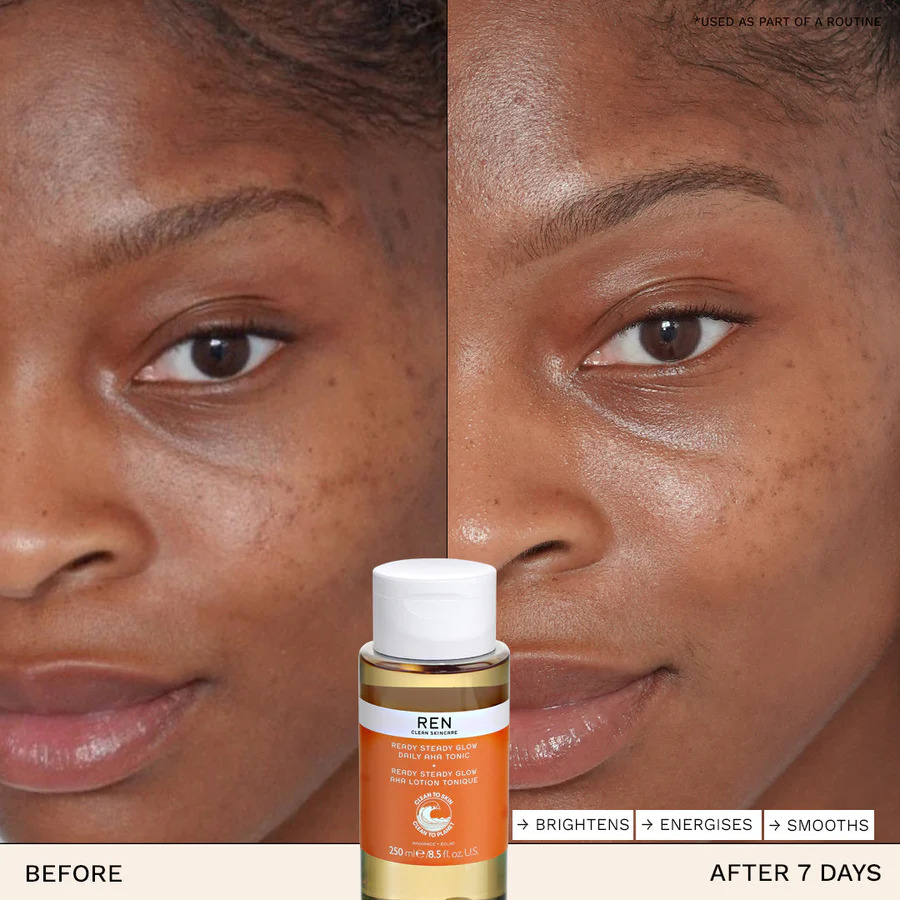 *USED AS PART OF A ROUTINE
REN
CLEAN SKINCARE
READY STEADY GLOW
DAILY AHA TONIC
READY STEADY GLOW
AHA LOTION TONIQUE
CLEAN TO SKIN
CLEAN TO PLANET
RADIANCE • ÉCLAT
250 ml ℮/8.5 fl. oz. U.S.
→ BRIGHTENS
→ ENERGISES
→ SMOOTHS
BEFORE
AFTER 7 DAYS